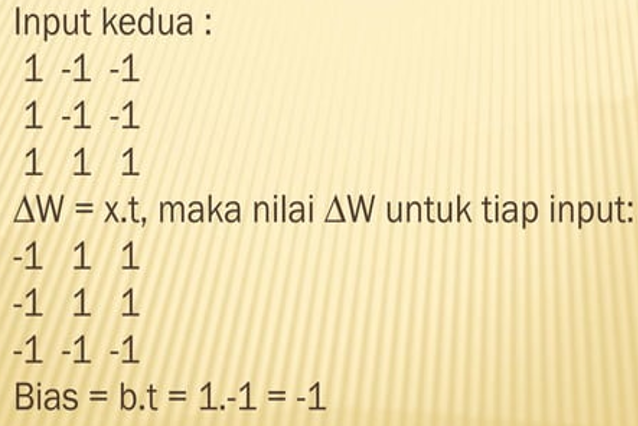 Input kedua :
1 -1 -1
1 -1 -1
1 1 1
ΔW = x.t, maka nilai ΔW untuk tiap input:
-1 1 1
-1 1 1
-1 -1 -1
Bias = b.t = 1.-1 = -1